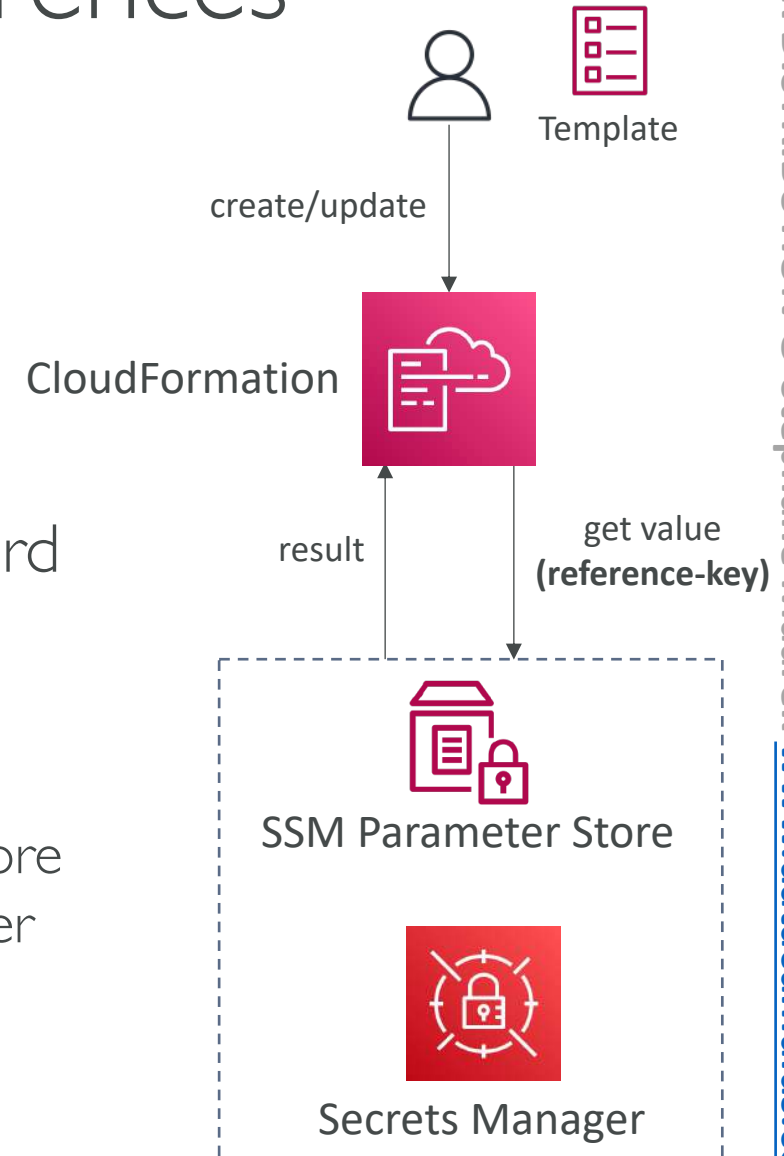 Template
create/update
CloudFormation
result
get value
(reference-key)
SSM Parameter Store
Secrets Manager